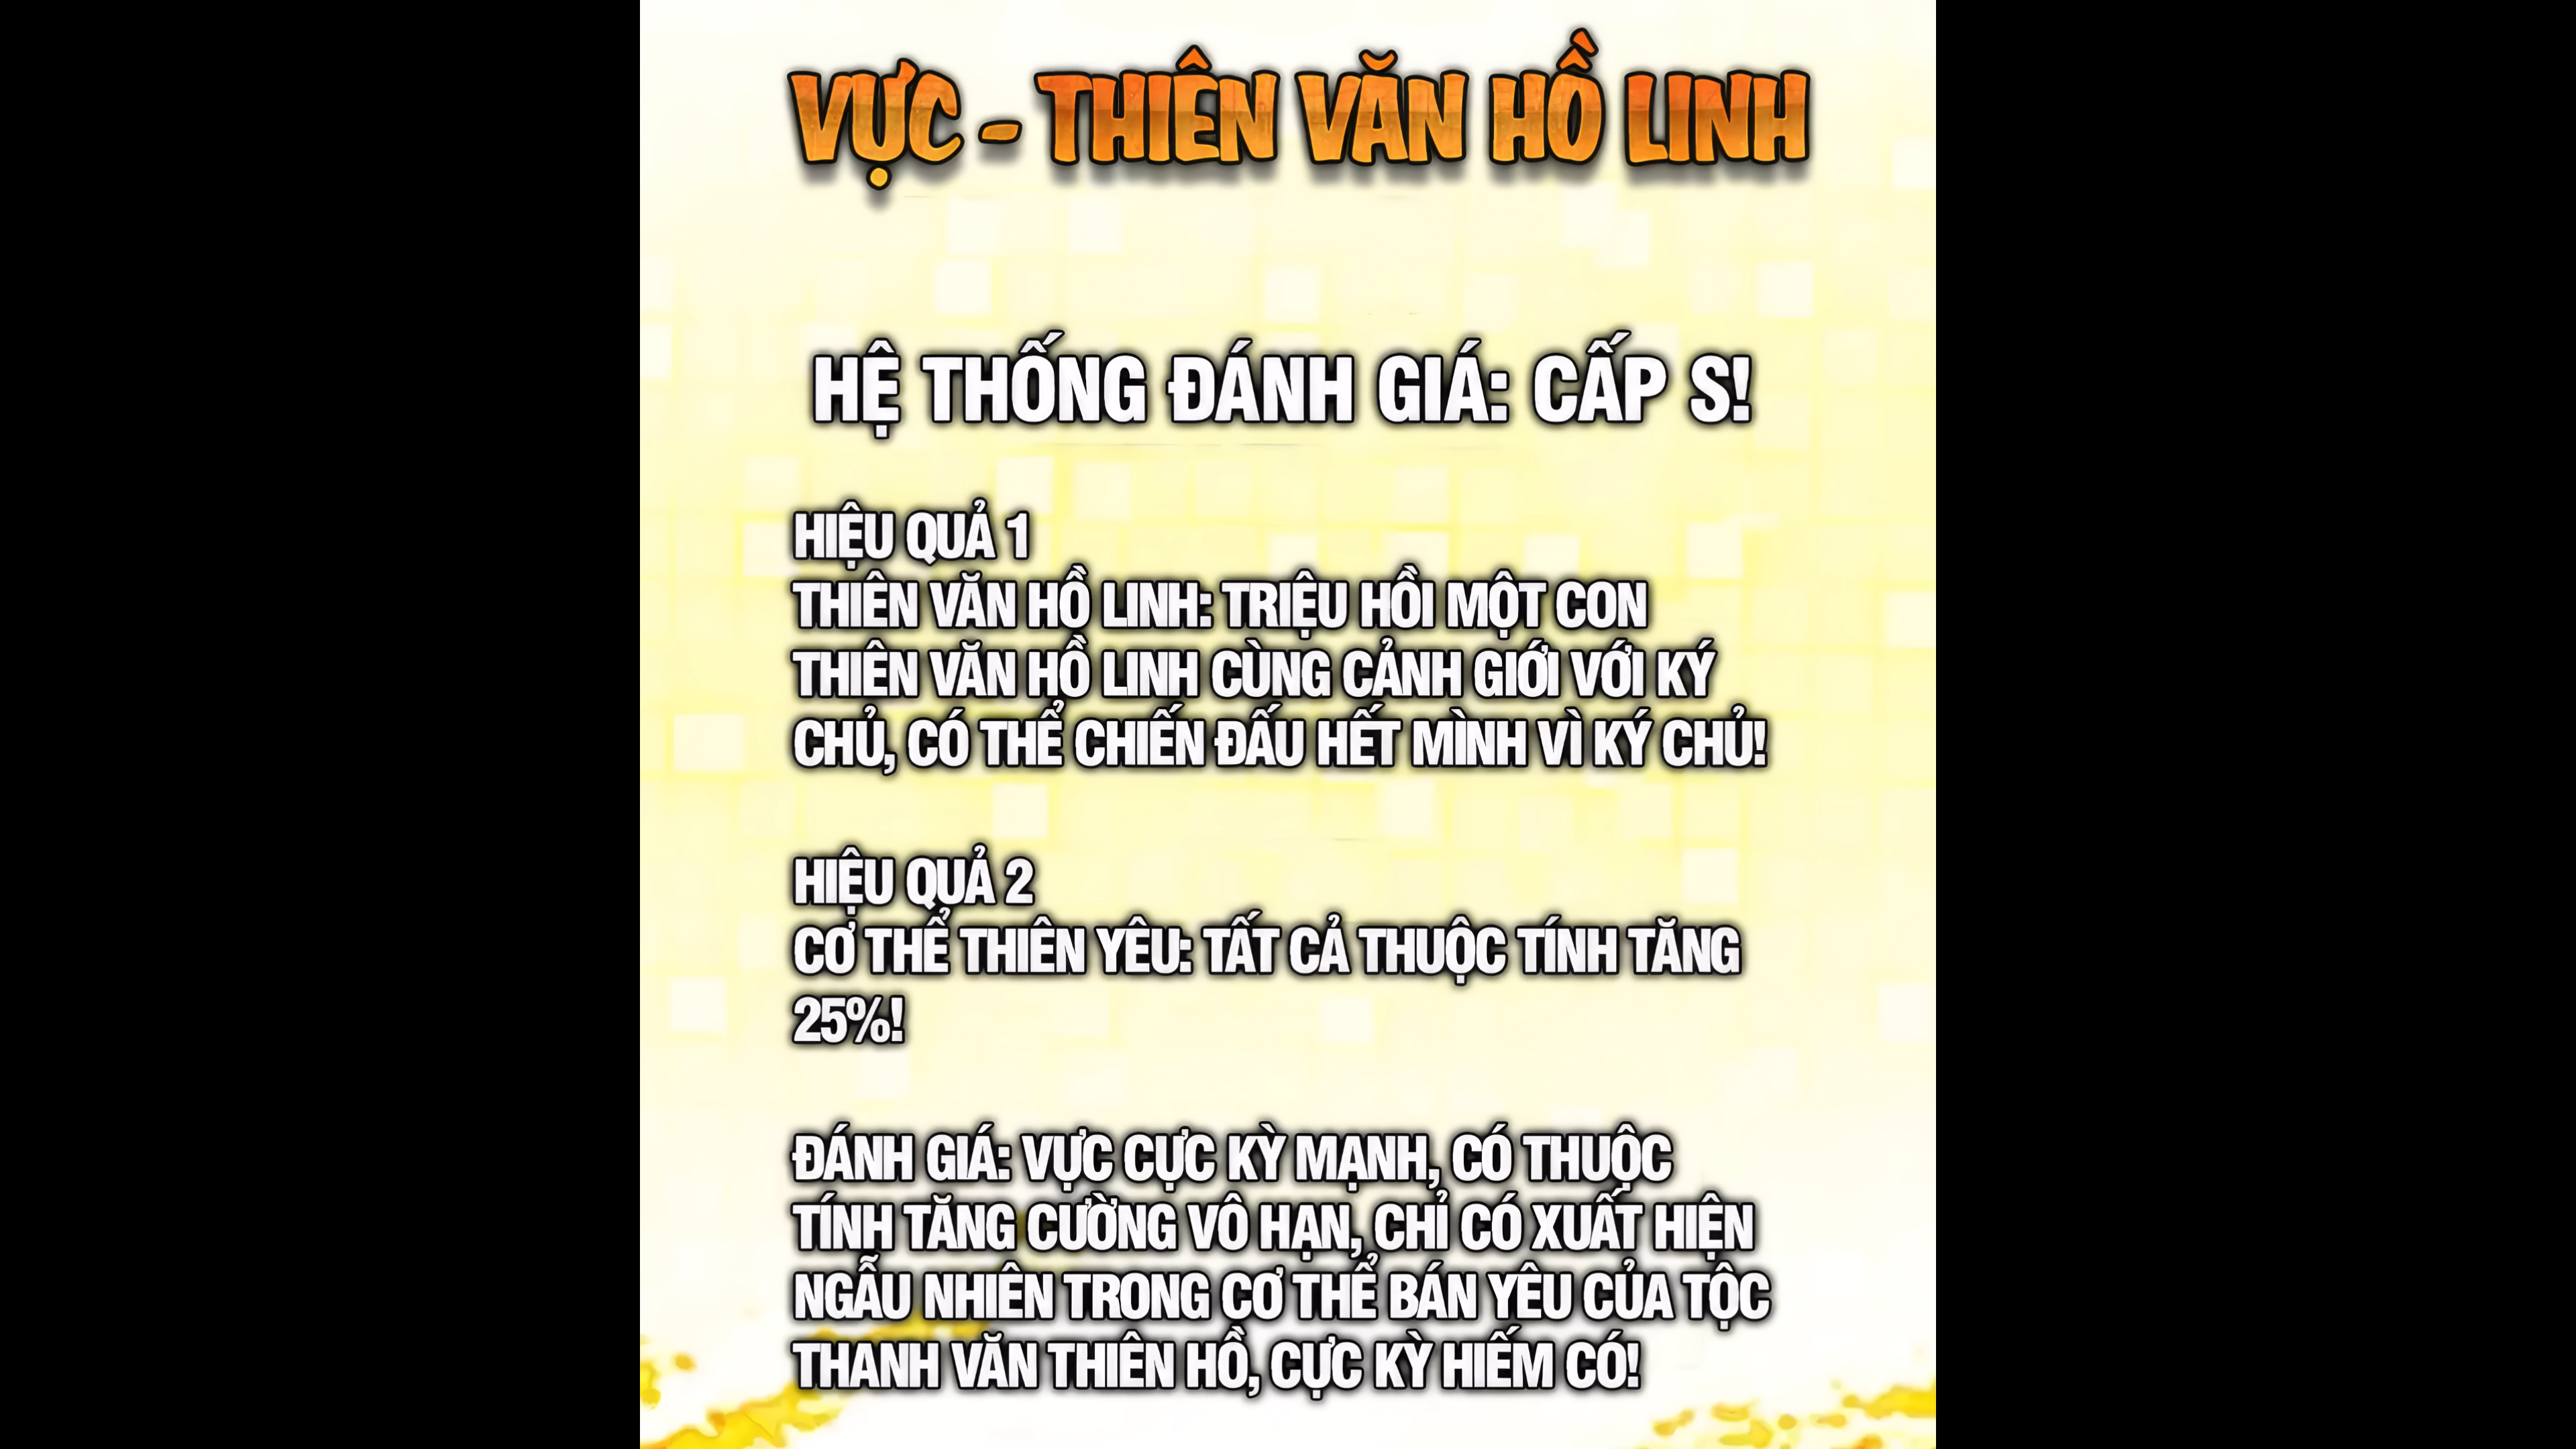 VỰC - THIÊN VĂN HỒ LINH
HỆ THỐNG ĐÁNH GIÁ: CẤP S!
HIỆU QUẢ 1
THIÊN VĂN HỒ LINH: TRIỆU HỒI MỘT CON
THIÊN VĂN HỒ LINH CÙNG CẢNH GIỚI VỚI KÝ
CHỦ, CÓ THỂ CHIẾN ĐẤU HẾT MÌNH VÌ KÝ CHỦ!
HIỆU QUẢ 2
CƠ THỂ THIÊN YÊU: TẤT CẢ THUỘC TÍNH TĂNG
25%!
ĐÁNH GIÁ: VỰC CỰC KỲ MẠNH, CÓ THUỘC
TÍNH TĂNG CƯỜNG VÔ HẠN, CHỈ CÓ XUẤT HIỆN
NGẪU NHIÊN TRONG CƠ THỂ BÁN YÊU CỦA TỘC
THANH VĂN THIÊN HỒ, CỰC KỲ HIẾM CÓ!